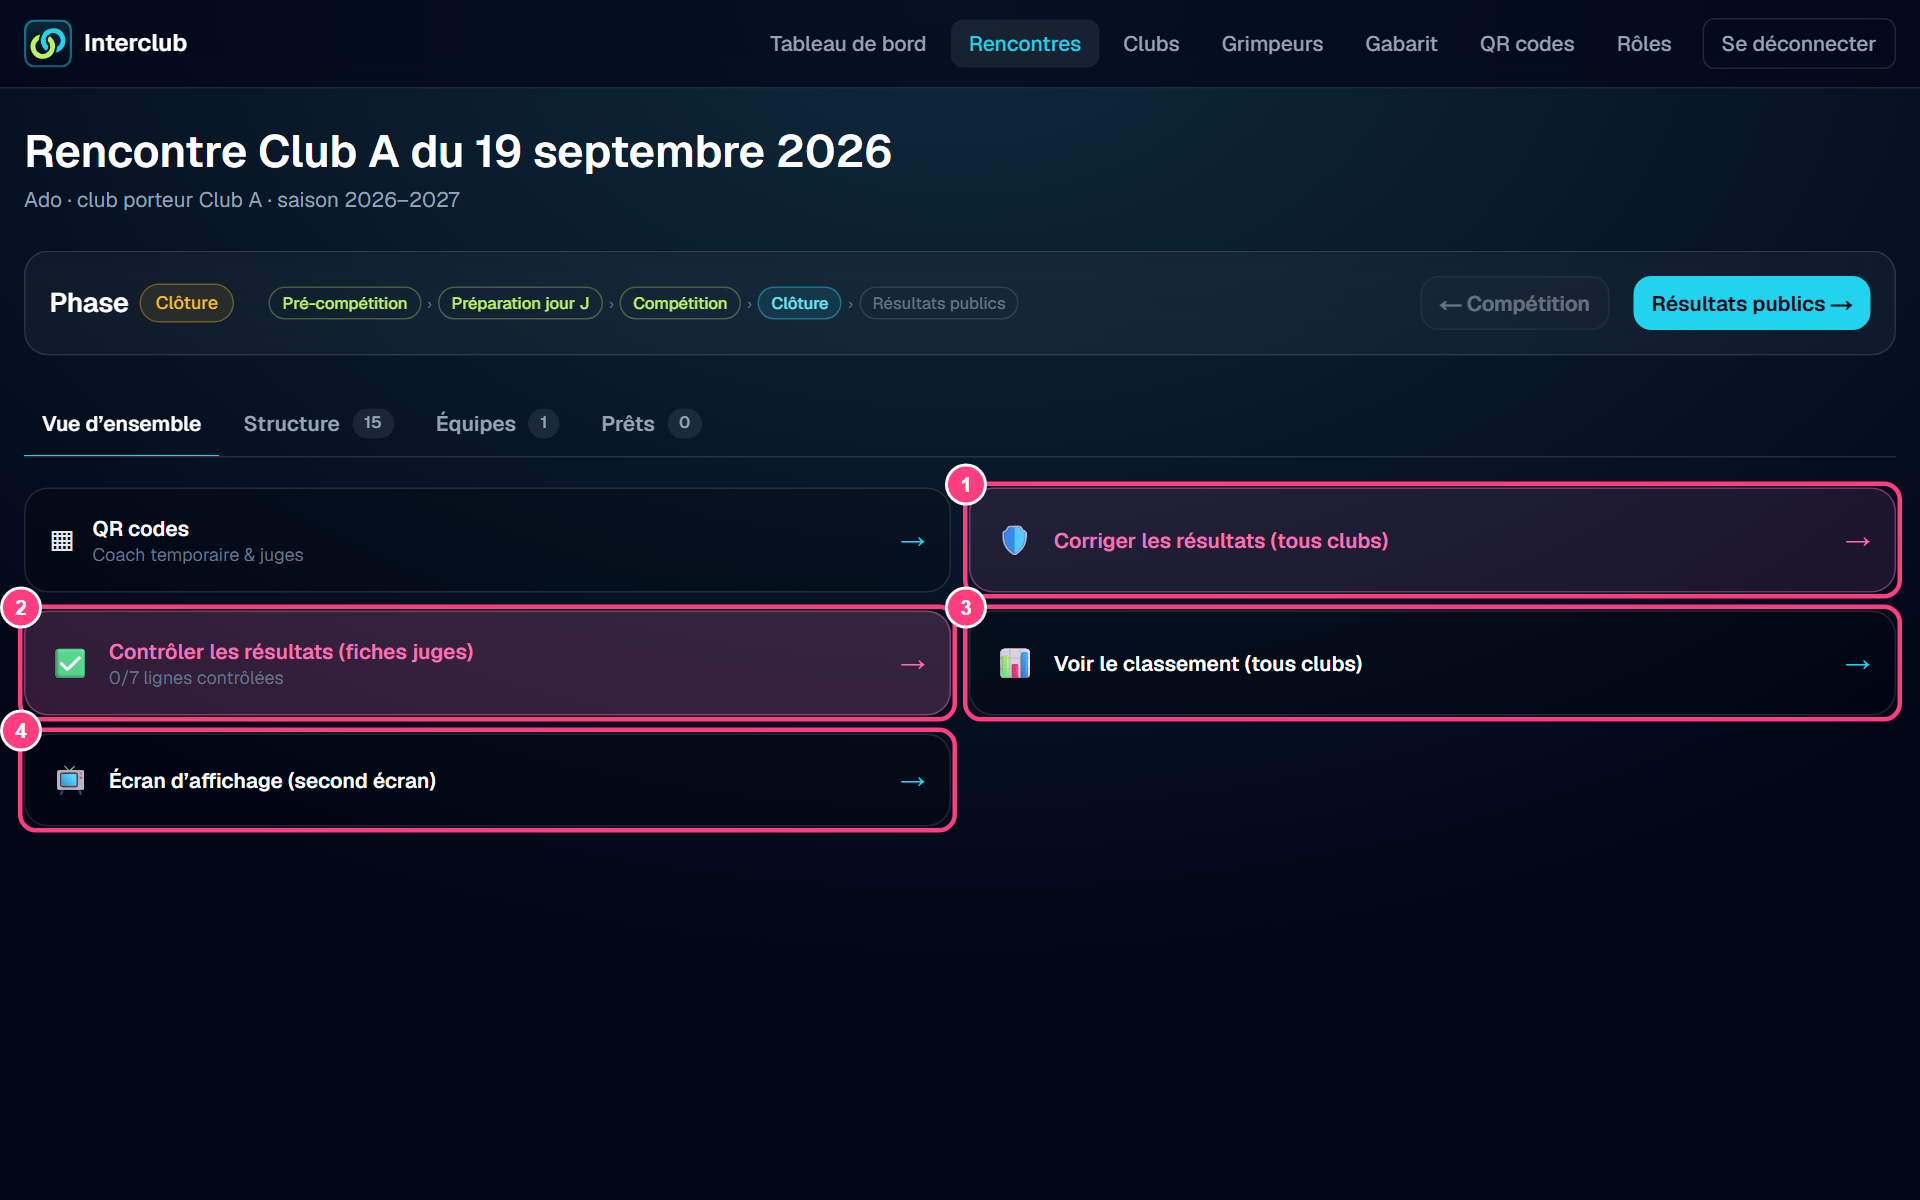 Interclub
Tableau de bord
Rencontres
Clubs
Grimpeurs
Gabarit
QR codes
Rôles
Se déconnecter
Rencontre Club A du 19 septembre 2026
Ado · club porteur Club A · saison 2026–2027
Phase
Clôture
Pré-compétition › Préparation jour J › Compétition › Clôture › Résultats publics
← Compétition
Résultats publics →
Vue d’ensemble
Structure 15
Équipes 1
Prêts 0
QR codes
Coach temporaire & juges
→
1
Corriger les résultats (tous clubs)
→
2
Contrôler les résultats (fiches juges)
0/7 lignes contrôlées
→
3
Voir le classement (tous clubs)
→
4
Écran d’affichage (second écran)
→